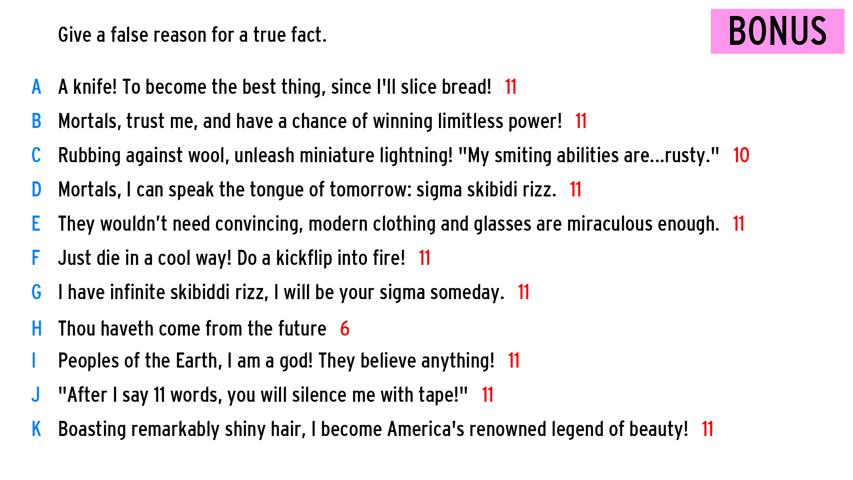 Give a false reason for a true fact.
BONUS
A A knife! To become the best thing, since I'll slice bread! 11
B Mortals, trust me, and have a chance of winning limitless power! 11
C Rubbing against wool, unleash miniature lightning! "My smiting abilities are...rusty." 10
D Mortals, I can speak the tongue of tomorrow: sigma skibidi rizz. 11
E They wouldn't need convincing, modern clothing and glasses are miraculous enough. 11
F Just die in a cool way! Do a kickflip into fire! 11
G I have infinite skibiddi rizz, I will be your sigma someday. 11
H Thou haveth come from the future 6
I Peoples of the Earth, I am a god! They believe anything! 11
J "After I say 11 words, you will silence me with tape!" 11
K Boasting remarkably shiny hair, I become America's renowned legend of beauty! 11